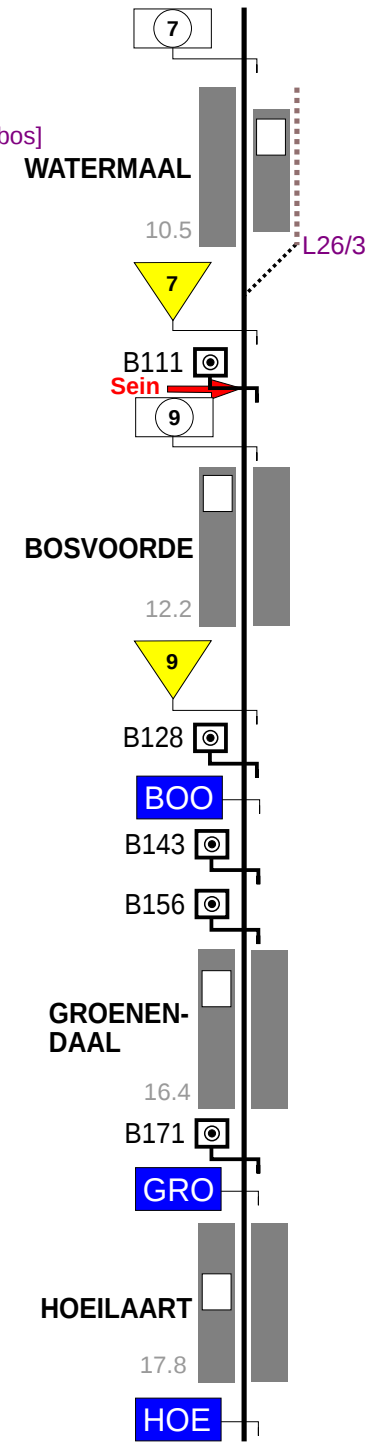 7
bos]
WATERMAAL
10.5
L26/3
7
B111
Sein
9
BOSVOORDE
12.2
9
B128
BOO
B143
B156
GROENEN-
DAAL
16.4
B171
GRO
HOEILAART
17.8
HOE